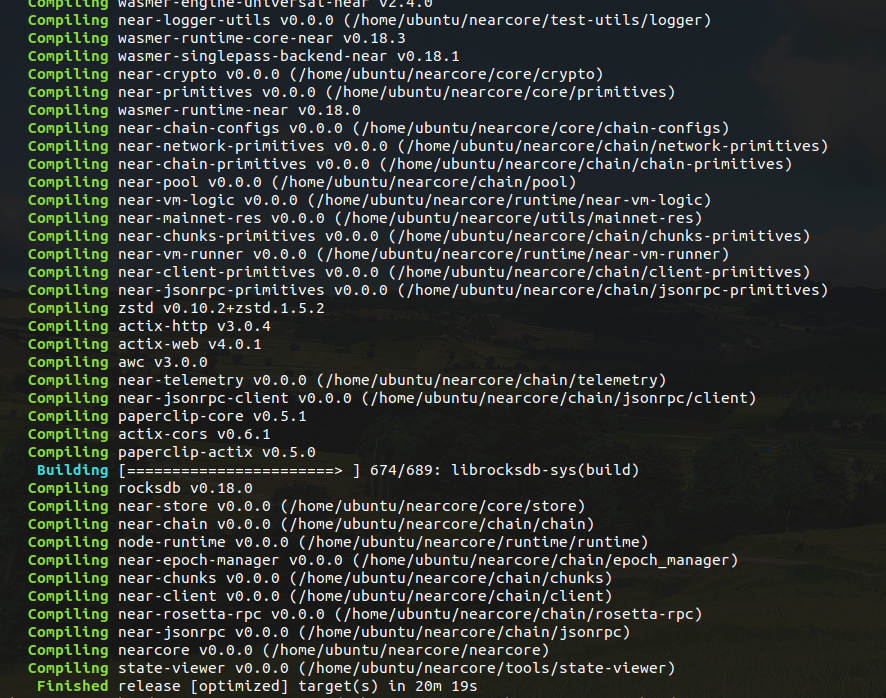 Compiling wasmer-engine-universal-near v2.4.0
Compiling near-logger-utils v0.0.0 (/home/ubuntu/nearcore/test-utils/logger)
Compiling wasmer-runtime-core-near v0.18.3
Compiling wasmer-singlepass-backend-near v0.18.1
Compiling near-crypto v0.0.0 (/home/ubuntu/nearcore/core/crypto)
Compiling near-primitives v0.0.0 (/home/ubuntu/nearcore/core/primitives)
Compiling wasmer-runtime-near v0.18.0
Compiling near-chain-configs v0.0.0 (/home/ubuntu/nearcore/core/chain-configs)
Compiling near-network-primitives v0.0.0 (/home/ubuntu/nearcore/chain/network-primitives)
Compiling near-chain-primitives v0.0.0 (/home/ubuntu/nearcore/chain/chain-primitives)
Compiling near-pool v0.0.0 (/home/ubuntu/nearcore/chain/pool)
Compiling near-vm-logic v0.0.0 (/home/ubuntu/nearcore/runtime/near-vm-logic)
Compiling near-mainnet-res v0.0.0 (/home/ubuntu/nearcore/utils/mainnet-res)
Compiling near-chunks-primitives v0.0.0 (/home/ubuntu/nearcore/chain/chunks-primitives)
Compiling near-vm-runner v0.0.0 (/home/ubuntu/nearcore/runtime/near-vm-runner)
Compiling near-client-primitives v0.0.0 (/home/ubuntu/nearcore/chain/client-primitives)
Compiling near-jsonrpc-primitives v0.0.0 (/home/ubuntu/nearcore/chain/jsonrpc-primitives)
Compiling zstd v0.10.2+zstd.1.5.2
Compiling actix-http v3.0.4
Compiling actix-web v4.0.1
Compiling awc v3.0.0
Compiling near-telemetry v0.0.0 (/home/ubuntu/nearcore/chain/telemetry)
Compiling near-jsonrpc-client v0.0.0 (/home/ubuntu/nearcore/chain/jsonrpc/client)
Compiling paperclip-core v0.5.1
Compiling actix-cors v0.6.1
Compiling paperclip-actix v0.5.0
Building [=======================> ] 674/689: librocksdb-sys(build)
Compiling rocksdb v0.18.0
Compiling near-store v0.0.0 (/home/ubuntu/nearcore/core/store)
Compiling near-chain v0.0.0 (/home/ubuntu/nearcore/chain/chain)
Compiling node-runtime v0.0.0 (/home/ubuntu/nearcore/runtime/runtime)
Compiling near-epoch-manager v0.0.0 (/home/ubuntu/nearcore/chain/epoch_manager)
Compiling near-chunks v0.0.0 (/home/ubuntu/nearcore/chain/chunks)
Compiling near-client v0.0.0 (/home/ubuntu/nearcore/chain/client)
Compiling near-rosetta-rpc v0.0.0 (/home/ubuntu/nearcore/chain/rosetta-rpc)
Compiling near-jsonrpc v0.0.0 (/home/ubuntu/nearcore/chain/jsonrpc)
Compiling nearcore v0.0.0 (/home/ubuntu/nearcore/nearcore)
Compiling state-viewer v0.0.0 (/home/ubuntu/nearcore/tools/state-viewer)
Finished release [optimized] target(s) in 20m 19s